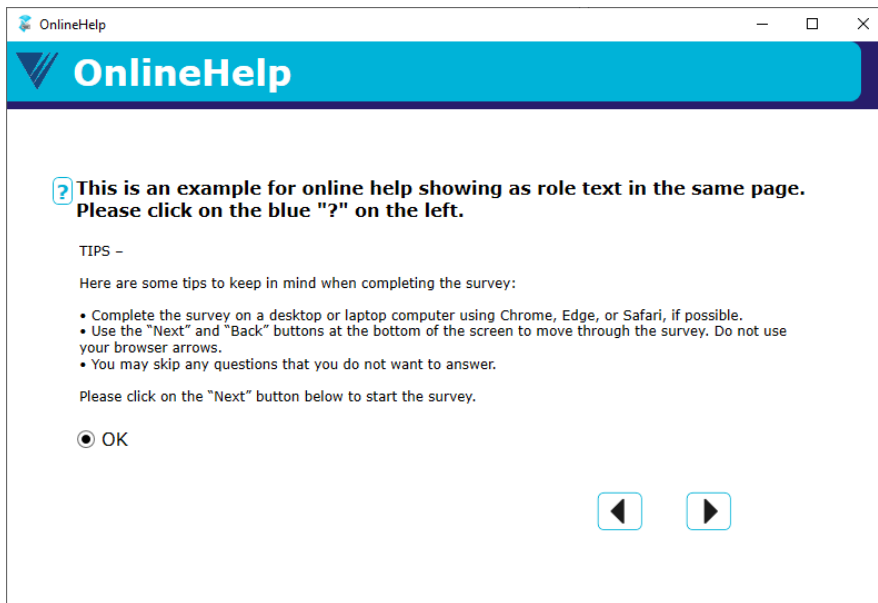 OnlineHelp
OnlineHelp
? This is an example for online help showing as role text in the same page.
Please click on the blue "?" on the left.
TIPS –
Here are some tips to keep in mind when completing the survey:
• Complete the survey on a desktop or laptop computer using Chrome, Edge, or Safari, if possible.
• Use the “Next” and “Back” buttons at the bottom of the screen to move through the survey. Do not use
your browser arrows.
• You may skip any questions that you do not want to answer.
Please click on the “Next” button below to start the survey.
OK